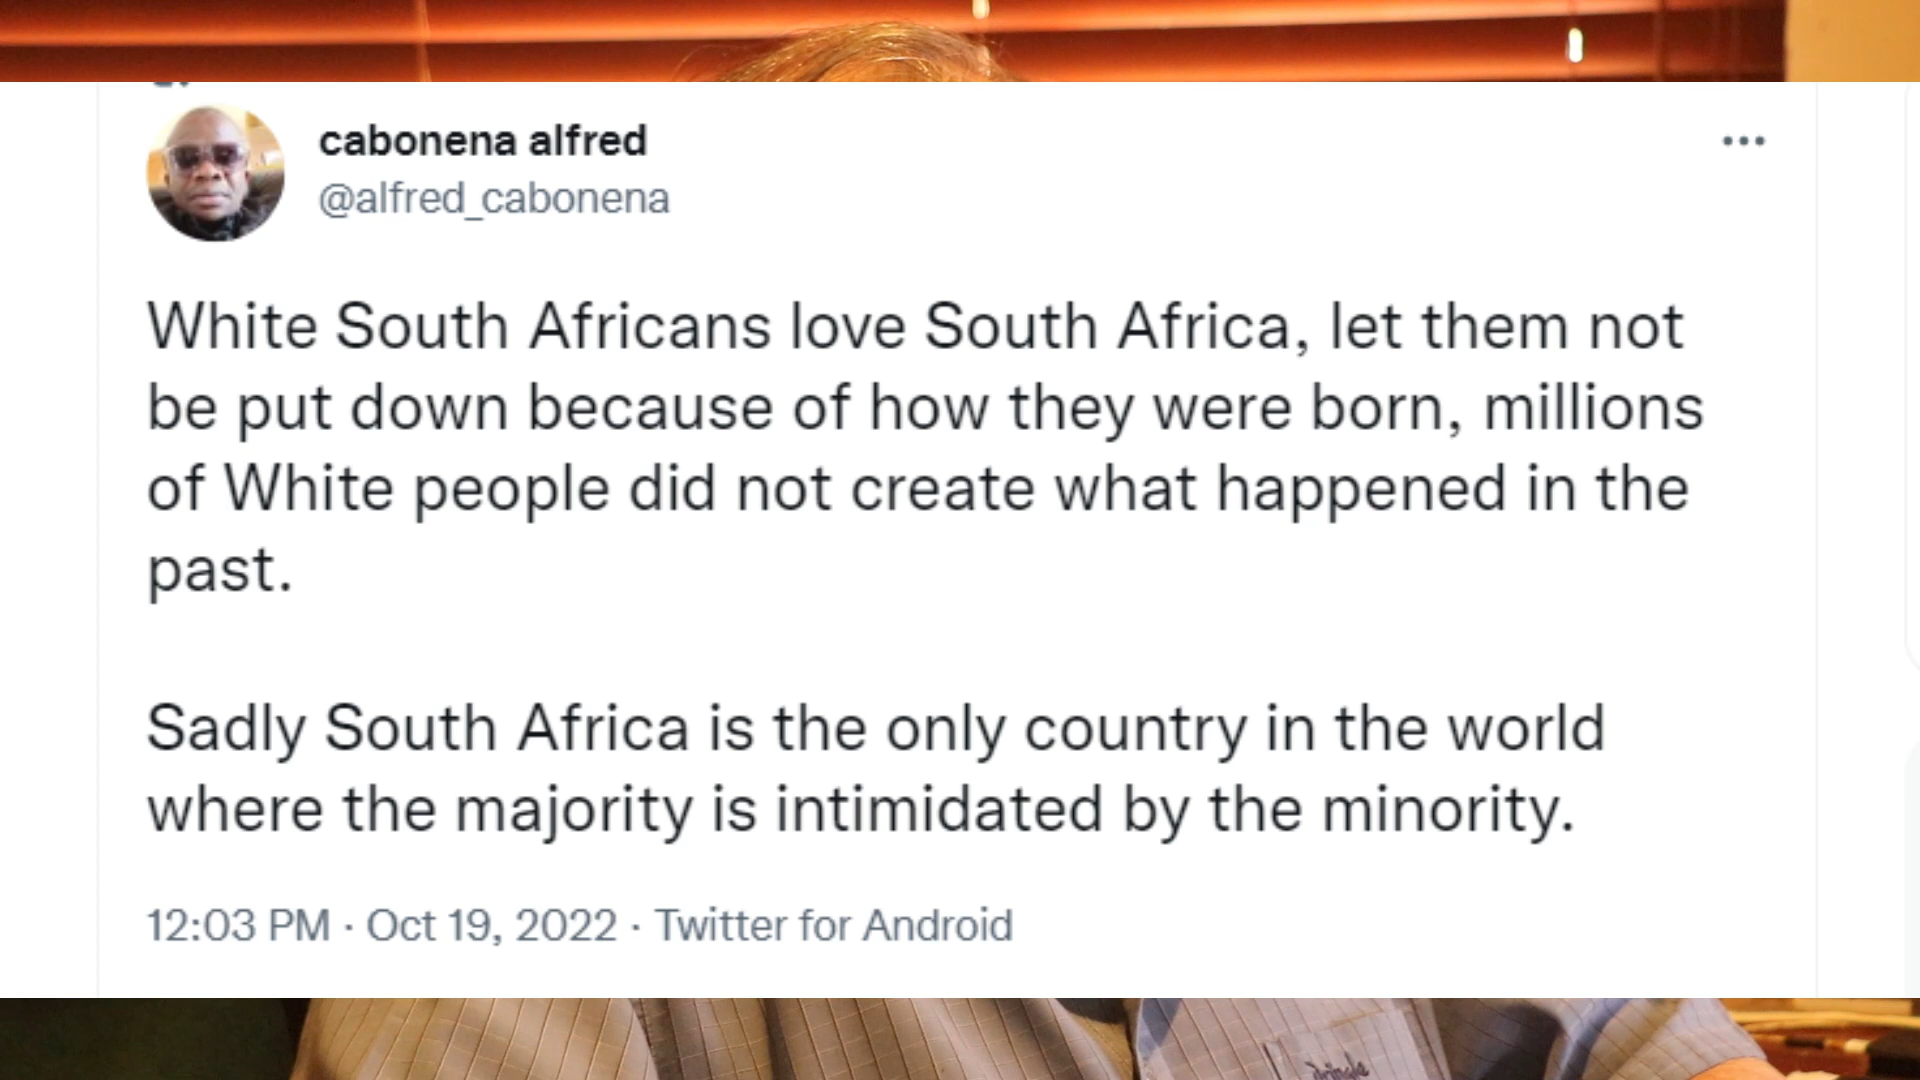 cabonena alfred
@alfred_cabonena
White South Africans love South Africa, let them not
be put down because of how they were born, millions
of White people did not create what happened in the
past.
Sadly South Africa is the only country in the world
where the majority is intimidated by the minority.
12:03 PM · Oct 19, 2022 · Twitter for Android